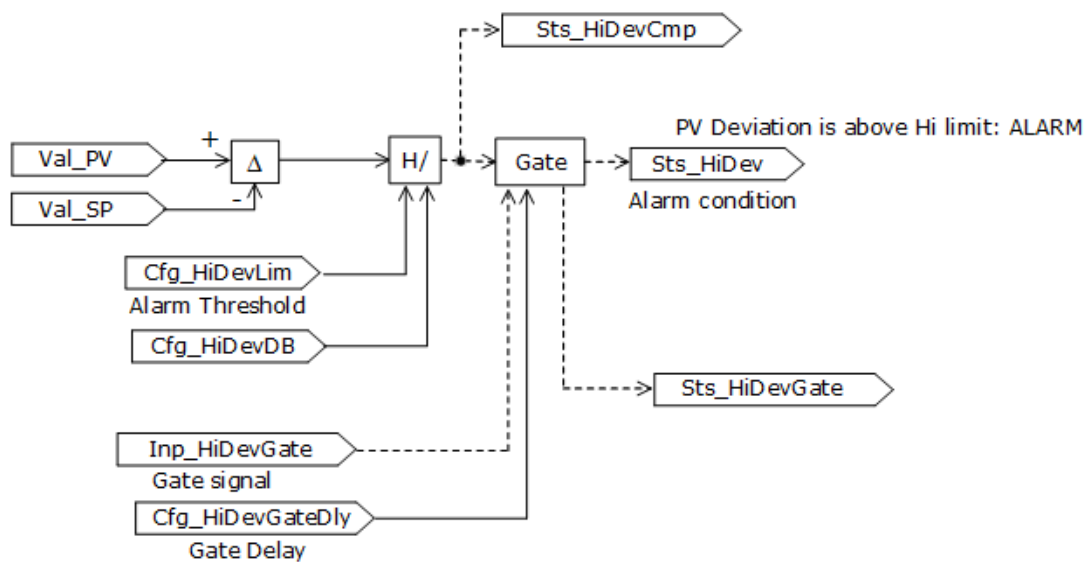 Sts_HiDevCmp
PV Deviation is above Hi limit: ALARM
Val_PV
+
Δ
H/
Gate
Sts_HiDev
Val_SP
-
Alarm condition
Cfg_HiDevLim
Alarm Threshold
Cfg_HiDevDB
Sts_HiDevGate
Inp_HiDevGate
Gate signal
Cfg_HiDevGateDly
Gate Delay